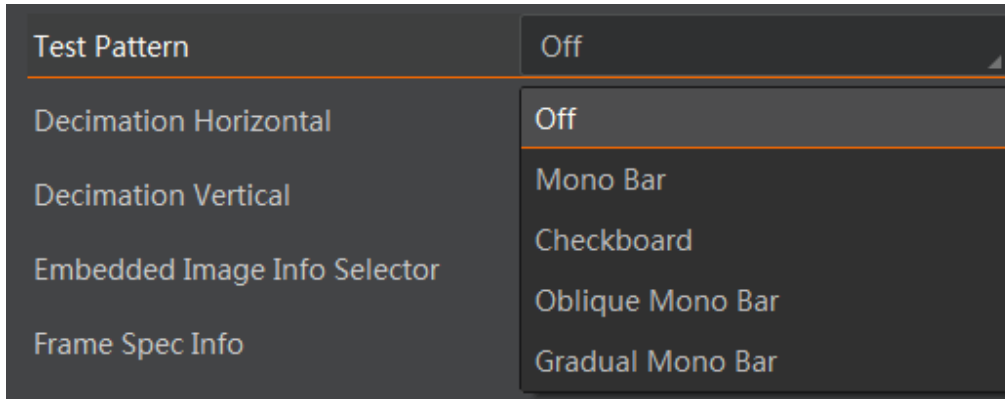 Test Pattern Off
Decimation Horizontal Off
Mono Bar
Decimation Vertical
Checkboard
Embedded Image Info Selector
Oblique Mono Bar
Frame Spec Info
Gradual Mono Bar